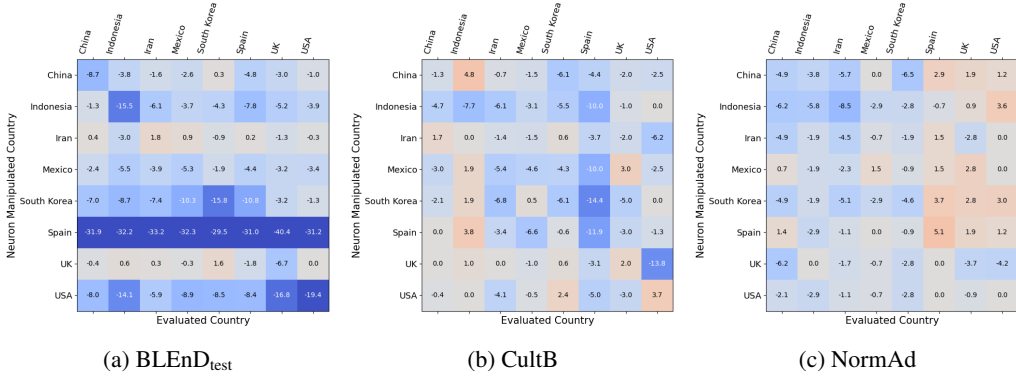 China Indonesia Iran Mexico South Korea Spain UK USA
China -8.7 -3.8 -1.6 -2.6 0.3 -4.8 -3.0 -1.0
Indonesia -1.3 -15.5 -6.1 -3.7 -4.3 -7.8 -5.2 -3.9
Iran 0.4 -3.0 1.8 0.9 -0.9 0.2 -1.3 -0.3
Mexico -2.4 -5.5 -3.9 -5.3 -1.9 -4.4 -1.7 -3.4
South Korea -7.0 -8.7 -7.4 -10.3 -15.8 -10.8 -3.2 -1.3
Spain -31.9 -32.2 -33.2 -32.3 -29.5 -31.0 -40.4 -31.2
UK -0.4 0.6 0.3 -0.3 1.6 -1.8 -6.7 0.0
USA -8.0 -14.1 -5.9 -8.9 -8.5 -8.4 -16.8 -19.4
Neuron Manipulated Country
Evaluated Country
(a) BLEnD_test
China Indonesia Iran Mexico South Korea Spain UK USA
China -1.3 4.8 -0.7 -1.5 -6.1 -4.4 -2.0 -2.5
Indonesia -4.7 -7.7 -6.1 -3.1 -5.5 -10.0 -1.0 0.0
Iran 1.7 0.0 -1.4 -1.5 0.6 -3.7 -2.0 -6.2
Mexico -3.0 1.9 -5.4 -4.6 -4.3 -10.0 3.0 -2.5
South Korea -2.1 1.9 -6.8 0.5 -6.1 -14.4 -5.0 0.0
Spain 0.0 3.8 -3.4 -6.6 -0.6 -11.9 -3.0 -1.3
UK 0.0 1.0 -2.0 -1.5 -0.6 -3.1 2.0 -13.8
USA -0.4 0.0 -4.1 -0.5 2.4 -5.0 -3.0 3.7
Neuron Manipulated Country
Evaluated Country
(b) CultB
China Indonesia Iran Mexico South Korea Spain UK USA
China -4.9 -3.8 -5.7 0.0 -6.5 2.9 1.9 1.2
Indonesia -6.2 -5.8 -8.5 -2.9 -2.8 -0.7 0.9 3.6
Iran -4.9 -1.9 -4.5 -0.7 -1.9 1.5 -2.8 0.0
Mexico 0.7 -1.9 -2.3 1.5 -0.9 1.5 2.8 0.0
South Korea -4.9 -1.9 -5.1 -2.9 -4.6 3.7 2.8 3.0
Spain 1.4 -2.9 -1.1 0.0 -0.9 5.1 1.9 1.2
UK -6.2 0.0 -1.7 -0.7 -2.8 0.0 -3.7 -4.2
USA -2.1 -2.9 -1.1 -0.7 -2.8 0.0 -0.9 0.0
Neuron Manipulated Country
Evaluated Country
(c) NormAd